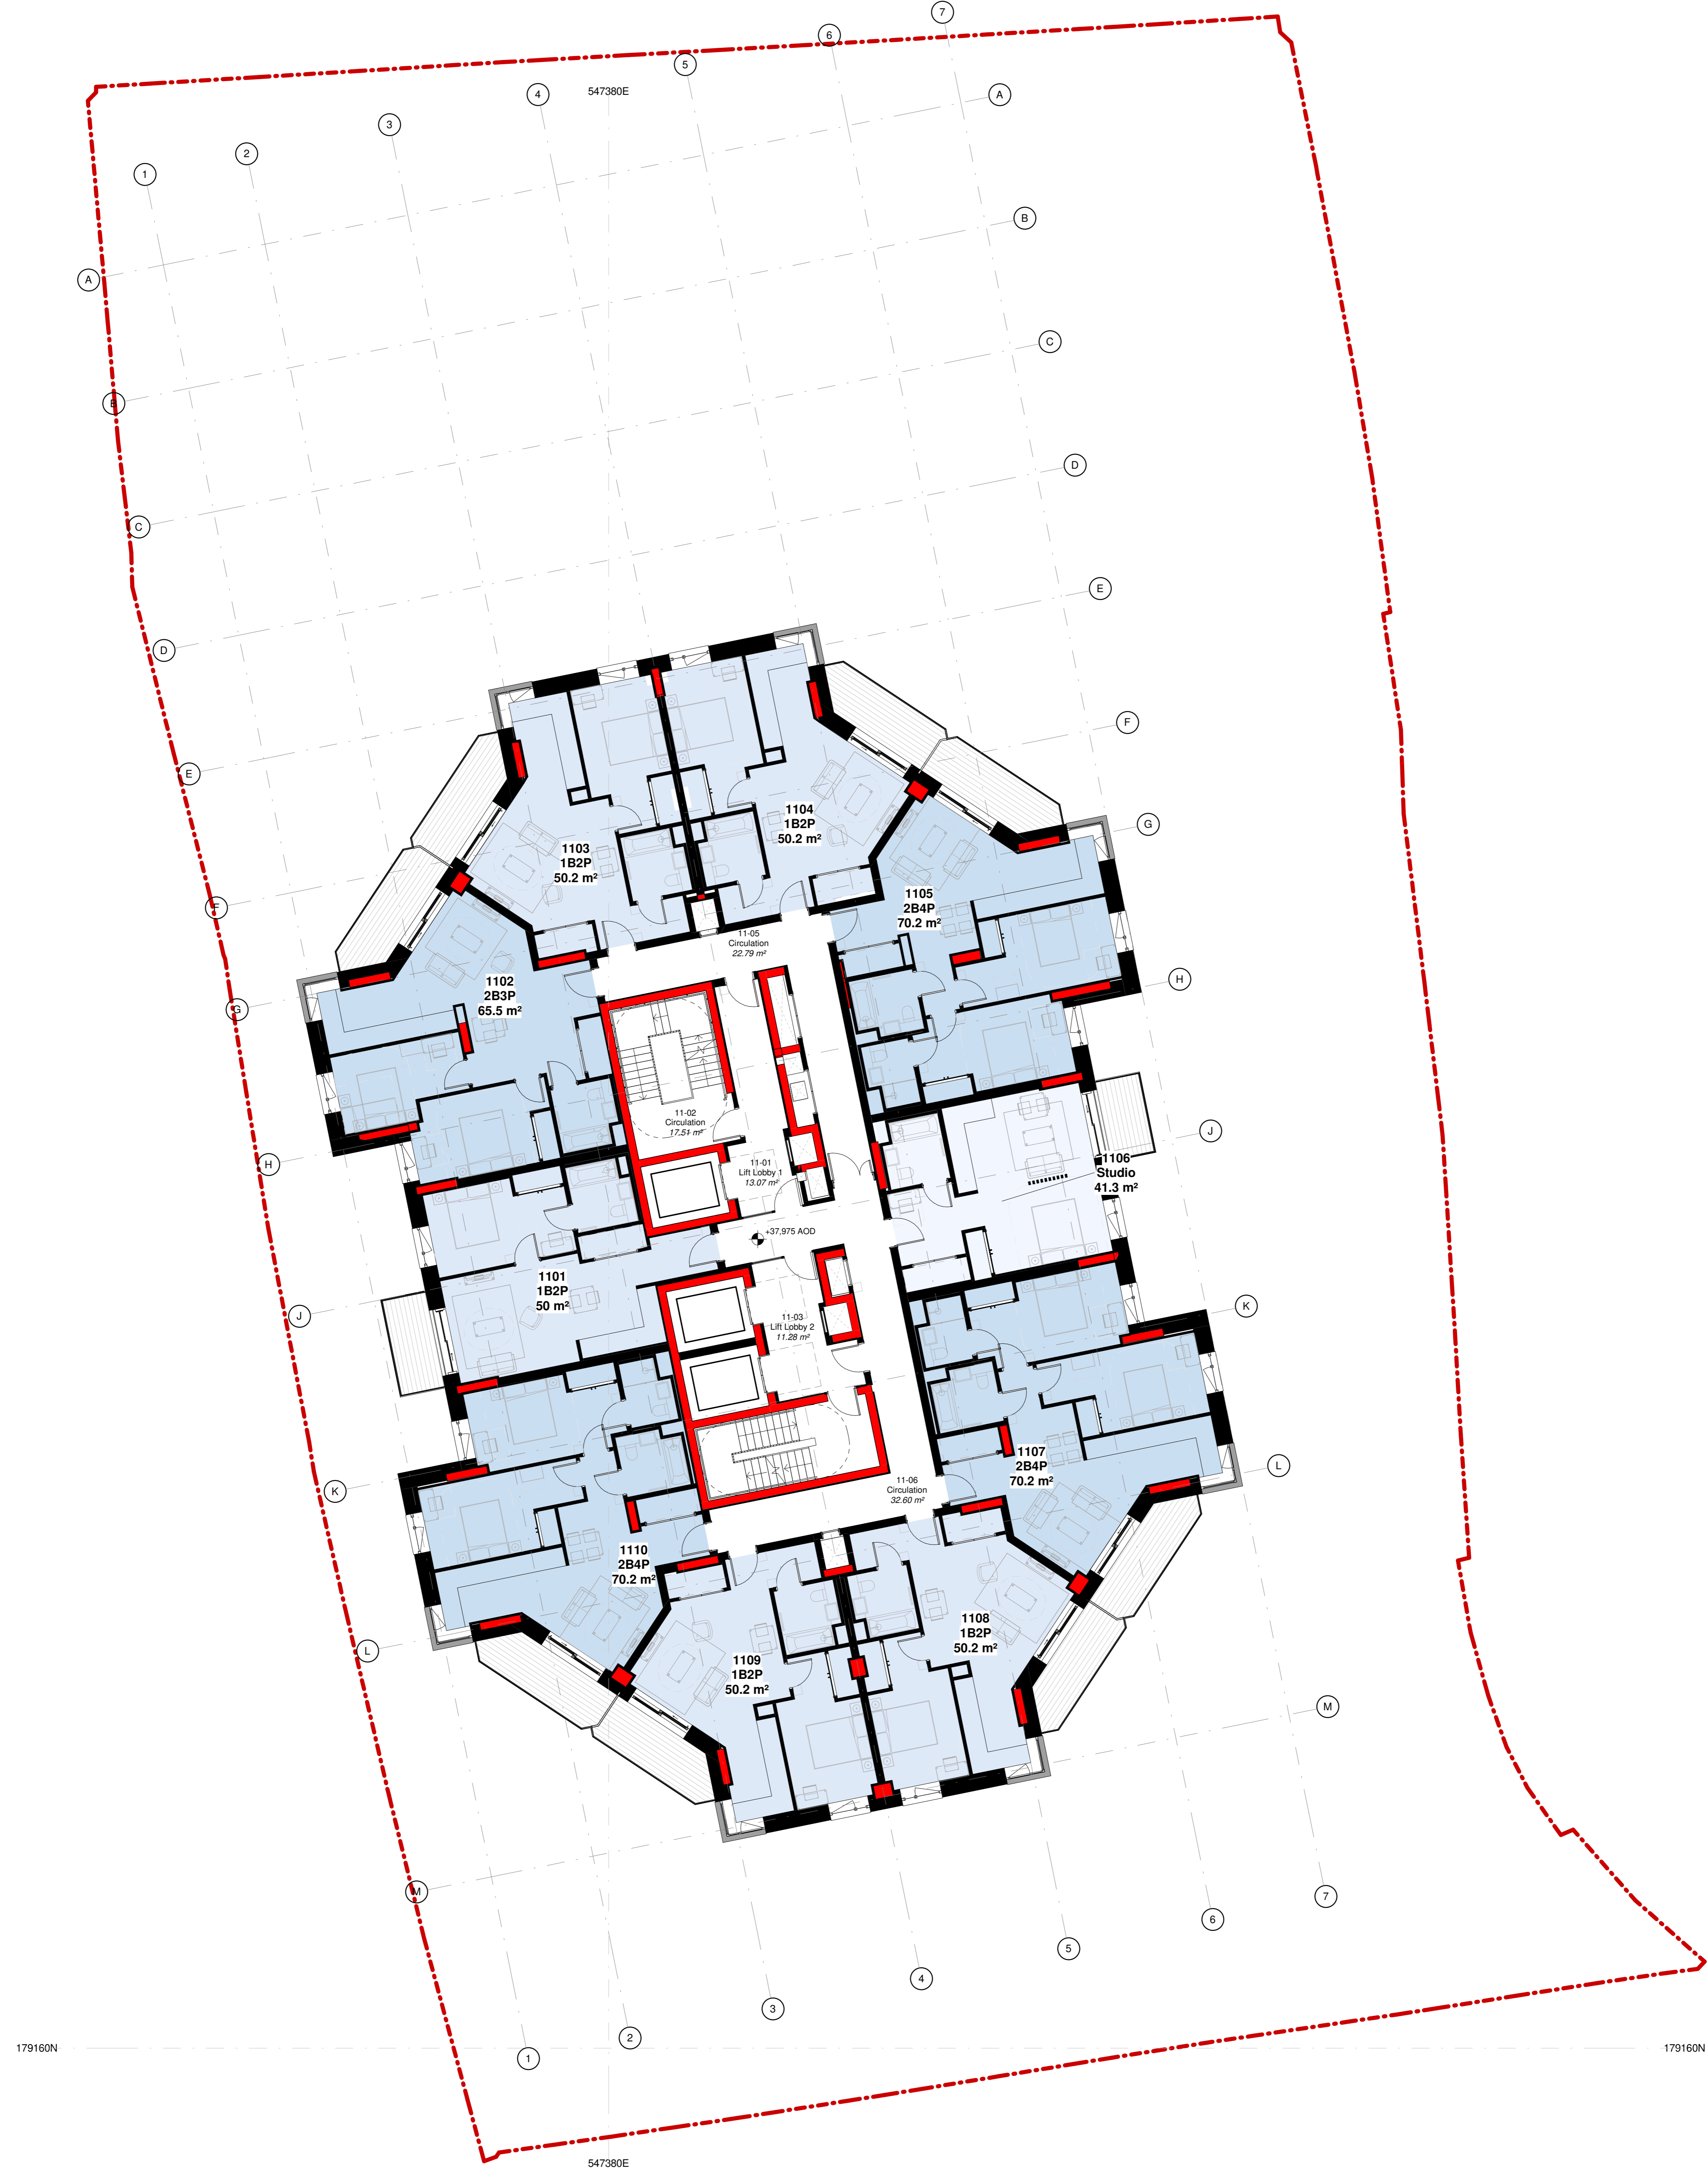 7
6
5
547380E
4
A
3
2
1
B
A
C
B
D
C
E
D
F
E
1104
1B2P
50.2 m²
G
1103
1B2P
50.2 m²
1105
2B4P
70.2 m²
F
11-05
Circulation
22.79 m²
H
1102
2B3P
65.5 m²
G
11-02
Circulation
17.51 m²
J
H
11-01
Lift Lobby 1
13.07 m²
1106
Studio
41.3 m²
+37,975 AOD
1101
1B2P
50 m²
K
J
11-03
Lift Lobby 2
11.28 m²
1107
2B4P
70.2 m²
L
K
11-06
Circulation
32.60 m²
1110
2B4P
70.2 m²
1108
1B2P
50.2 m²
L
1109
1B2P
50.2 m²
M
M
7
6
5
4
3
2
1
179160N
179160N
547380E